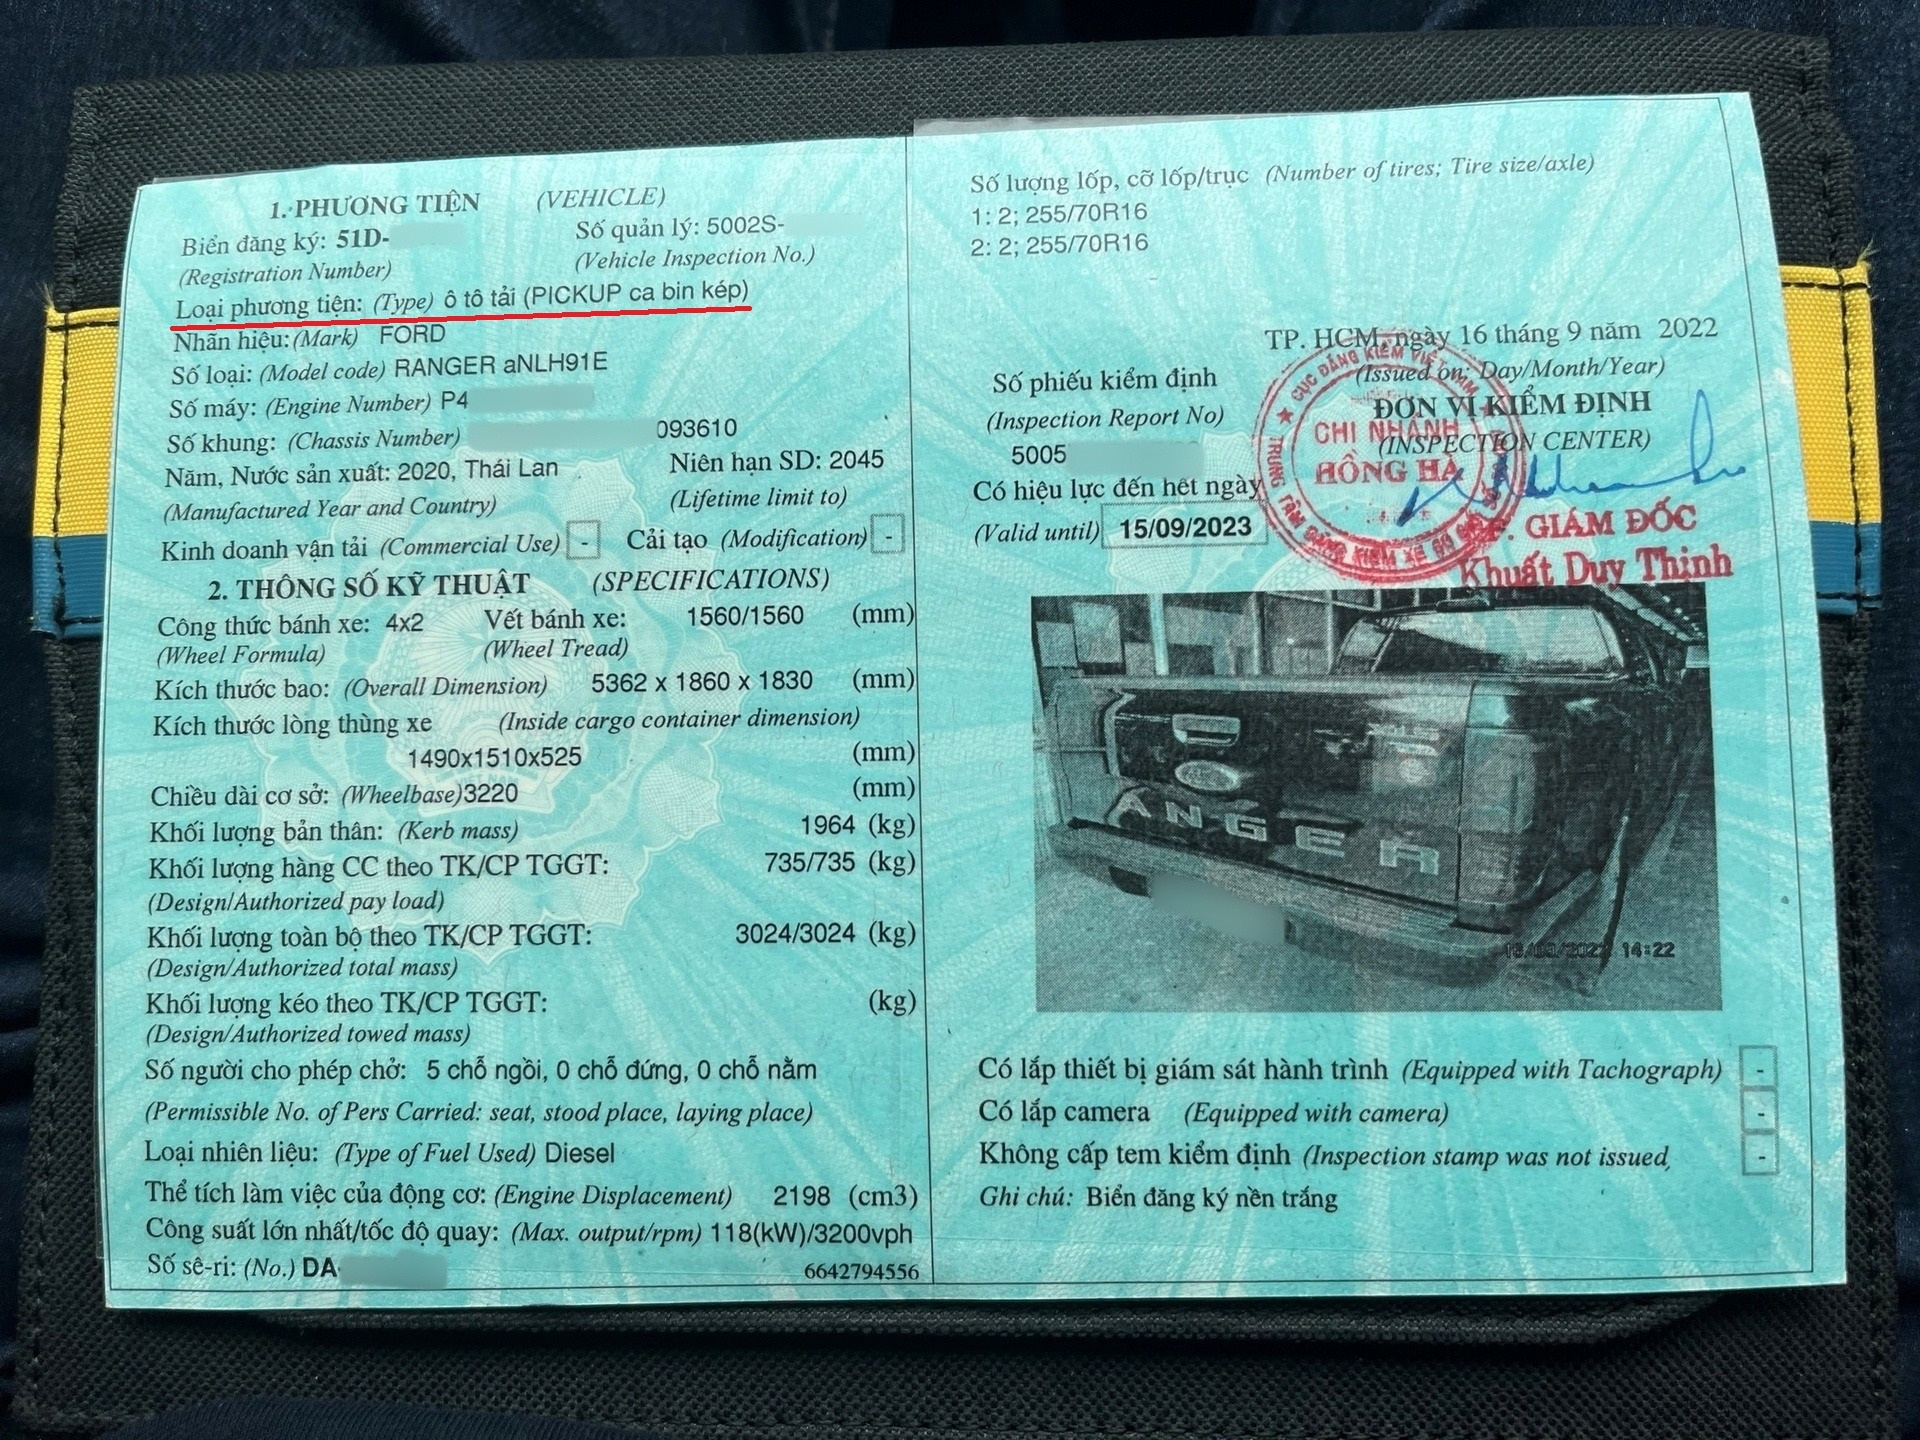 1. PHƯƠNG TIỆN (VEHICLE)
Biển đăng ký: 51D- Số quản lý: 5002S-
(Registration Number) (Vehicle Inspection No.)
Loại phương tiện: (Type) ô tô tải (PICKUP ca bin kép)
Nhãn hiệu: (Mark) FORD
Số loại: (Model code) RANGER aNLH91E
Số máy: (Engine Number) P4
Số khung: (Chassis Number) 093610
Năm, Nước sản xuất: 2020, Thái Lan Niên hạn SD: 2045
(Manufactured Year and Country) (Lifetime limit to)
Kinh doanh vận tải (Commercial Use) - Cải tạo (Modification) -
2. THÔNG SỐ KỸ THUẬT (SPECIFICATIONS)
Công thức bánh xe: 4x2 Vết bánh xe: 1560/1560 (mm)
(Wheel Formula) (Wheel Tread)
Kích thước bao: (Overall Dimension) 5362 x 1860 x 1830 (mm)
Kích thước lòng thùng xe (Inside cargo container dimension)
1490x1510x525 (mm)
Chiều dài cơ sở: (Wheelbase) 3220 (mm)
Khối lượng bản thân: (Kerb mass) 1964 (kg)
Khối lượng hàng CC theo TK/CP TGGT: 735/735 (kg)
(Design/Authorized pay load)
Khối lượng toàn bộ theo TK/CP TGGT: 3024/3024 (kg)
(Design/Authorized total mass)
Khối lượng kéo theo TK/CP TGGT: (kg)
(Design/Authorized towed mass)
Số người cho phép chở: 5 chỗ ngồi, 0 chỗ đứng, 0 chỗ nằm
(Permissible No. of Pers Carried: seat, stood place, laying place)
Loại nhiên liệu: (Type of Fuel Used) Diesel
Thể tích làm việc của động cơ: (Engine Displacement) 2198 (cm3)
Công suất lớn nhất/tốc độ quay: (Max. output/rpm) 118(kW)/3200vph
Số sê-ri: (No.) DA 6642794556
Số lượng lốp, cỡ lốp/trục (Number of tires; Tire size/axle)
1: 2; 255/70R16
2: 2; 255/70R16
TP. HCM, ngày 16 tháng 9 năm 2022
(Issued on: Day/Month/Year)
Số phiếu kiểm định
(Inspection Report No)
5005
ĐƠN VỊ KIỂM ĐỊNH
(INSPECTION CENTER)
CỤC ĐĂNG KIỂM VIỆT NAM
CHI NHÁNH
HỒNG HÀ
TRUNG TÂM ĐĂNG KIỂM XE CƠ GIỚI
Có hiệu lực đến hết ngày
(Valid until) 15/09/2023
P. GIÁM ĐỐC
Khuất Duy Thịnh
ANGER
14:22
Có lắp thiết bị giám sát hành trình (Equipped with Tachograph) -
Có lắp camera (Equipped with camera) -
Không cấp tem kiểm định (Inspection stamp was not issued, -
Ghi chú: Biển đăng ký nền trắng